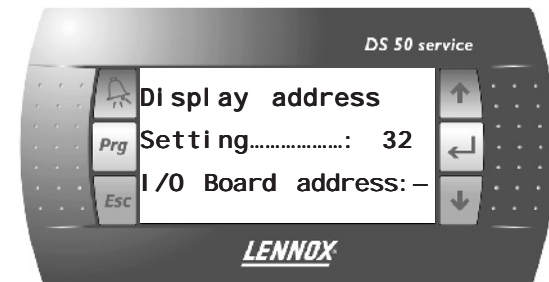 DS 50 service
Display address
Prg
Setting..................: 32
I/O Board address:–
Esc
LENNOX